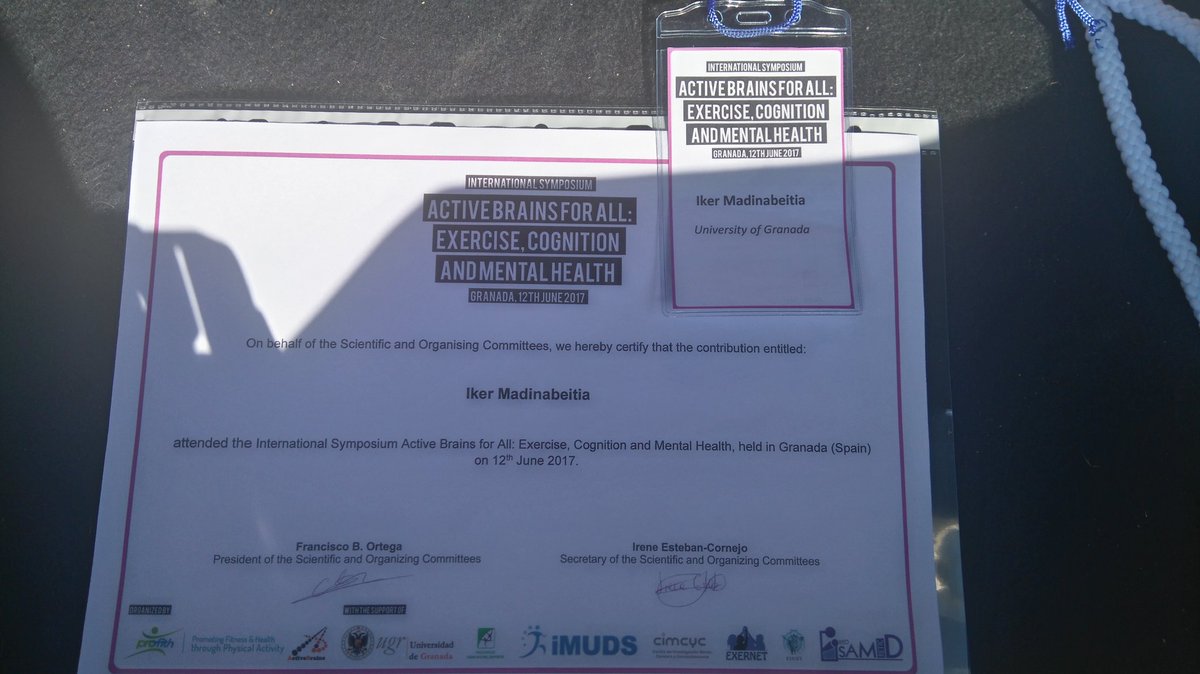 INTERNATIONAL SYMPOSIUM
ACTIVE BRAINS FOR ALL:
EXERCISE, COGNITION
AND MENTAL HEALTH
GRANADA, 12TH JUNE 2017
Iker Madinabeitia
University of Granada
INTERNATIONAL SYMPOSIUM
ACTIVE BRAINS FOR ALL:
EXERCISE, COGNITION
AND MENTAL HEALTH
GRANADA, 12TH JUNE 2017
On behalf of the Scientific and Organising Committees, we hereby certify that the contribution entitled:
Iker Madinabeitia
attended the International Symposium Active Brains for All: Exercise, Cognition and Mental Health, held in Granada (Spain)
on 12th June 2017.
Francisco B. Ortega
President of the Scientific and Organizing Committees
Irene Esteban-Cornejo
Secretary of the Scientific and Organizing Committees
ORGANIZED BY
WITH THE SUPPORT OF
profith
Promoting Fitness & Health
through Physical Activity
ActiveBrains
ugr
Universidad
de Granada
iMUDS
cimcyc
EXERNET
SAMID